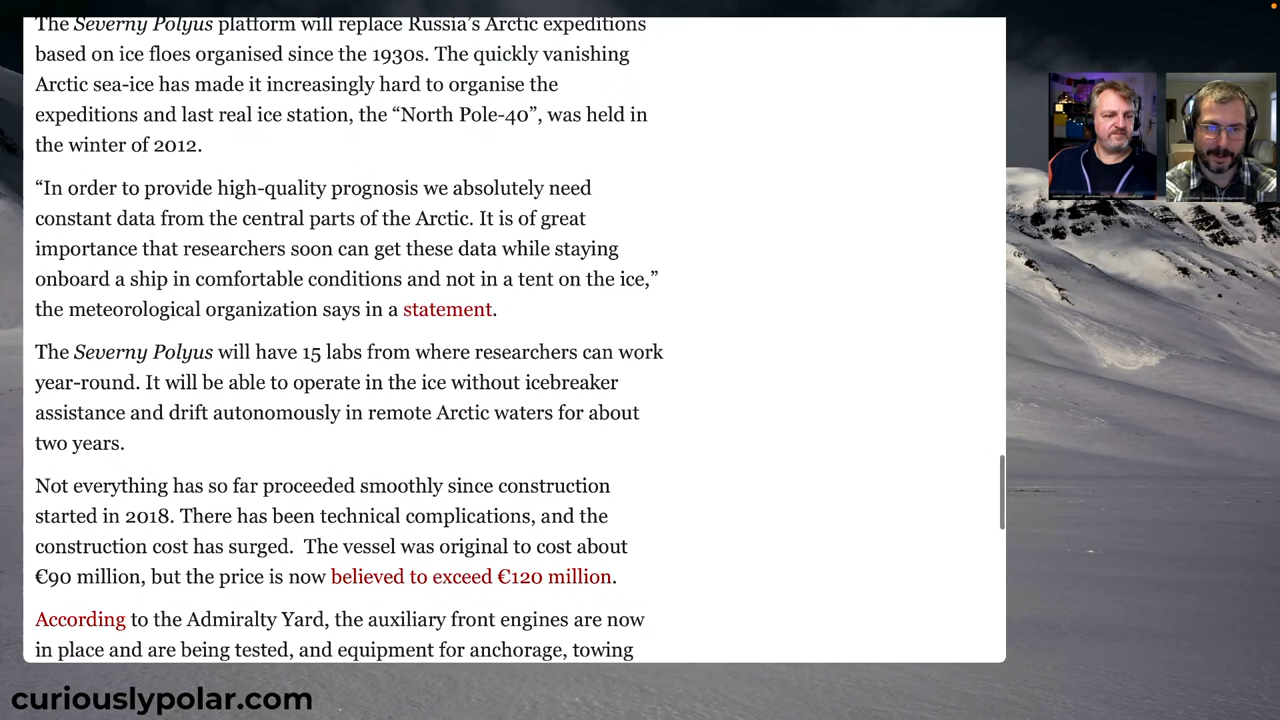 The Severny Polyus platform will replace Russia’s Arctic expeditions
based on ice floes organised since the 1930s. The quickly vanishing
Arctic sea-ice has made it increasingly hard to organise the
expeditions and last real ice station, the “North Pole-40”, was held in
the winter of 2012.
“In order to provide high-quality prognosis we absolutely need
constant data from the central parts of the Arctic. It is of great
importance that researchers soon can get these data while staying
onboard a ship in comfortable conditions and not in a tent on the ice,”
the meteorological organization says in a statement.
The Severny Polyus will have 15 labs from where researchers can work
year-round. It will be able to operate in the ice without icebreaker
assistance and drift autonomously in remote Arctic waters for about
two years.
Not everything has so far proceeded smoothly since construction
started in 2018. There has been technical complications, and the
construction cost has surged.  The vessel was original to cost about
€90 million, but the price is now believed to exceed €120 million.
According to the Admiralty Yard, the auxiliary front engines are now
in place and are being tested, and equipment for anchorage, towing
curiouslypolar.com